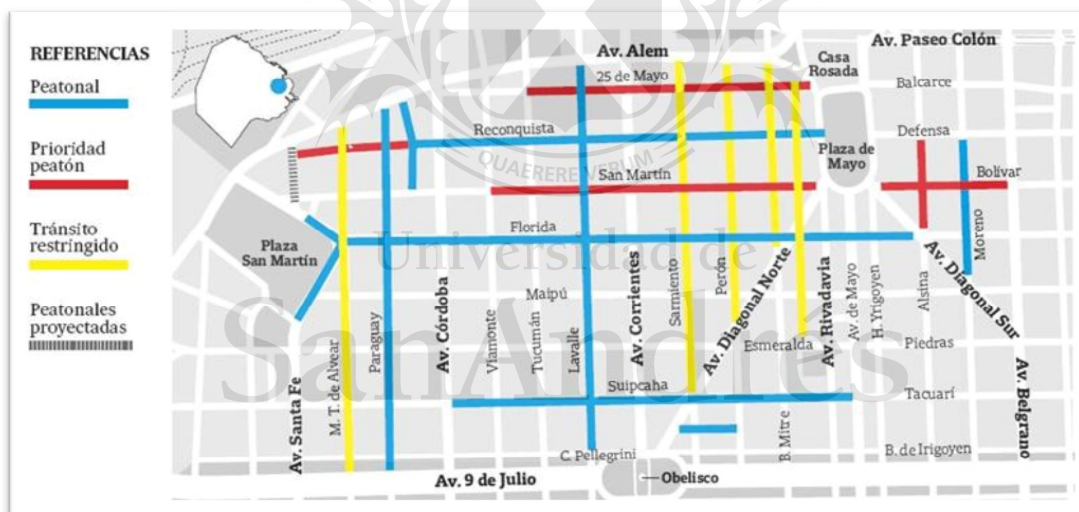 REFERENCIAS
Peatonal
Prioridad
peatón
Tránsito
restringido
Peatonales
proyectadas
Av. Alem
Av. Paseo Colón
Casa
Rosada
25 de Mayo
Balcarce
Reconquista
Defensa
QUAERERE VERUM
Plaza de
Mayo
San Martín
Bolívar
Florida
Plaza
San Martín
Universidad de
SanAndrés
Moreno
Av. Diagonal Sur
Av. Santa Fe
M. T. de Alvear
Paraguay
Av. Córdoba
Viamonte
Maipú
Tucumán
Lavalle
Av. Corrientes
Sarmiento
Perón
Av. Diagonal Norte
Esmeralda
Av. Rivadavia
Av. de Mayo
H. Yrigoyen
Alsina
Piedras
Suipcaha
Tacuarí
Av. Belgrano
B. Mitre
C. Pellegrini
B. de Irigoyen
Av. 9 de Julio
Obelisco